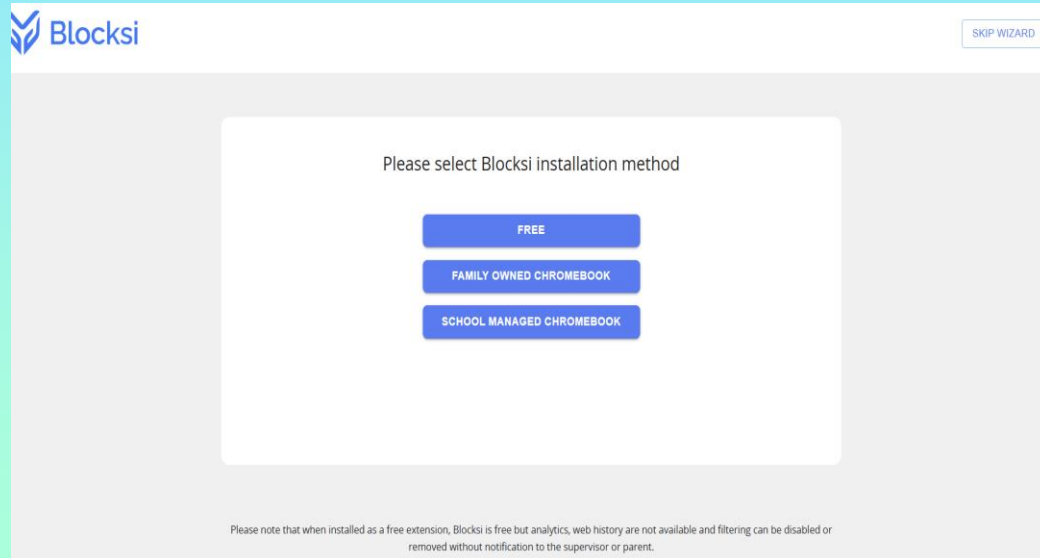 Blocksi
SKIP WIZARD
Please select Blocksi installation method
FREE
FAMILY OWNED CHROMEBOOK
SCHOOL MANAGED CHROMEBOOK
Please note that when installed as a free extension, Blocksi is free but analytics, web history are not available and filtering can be disabled or
removed without notification to the supervisor or parent.